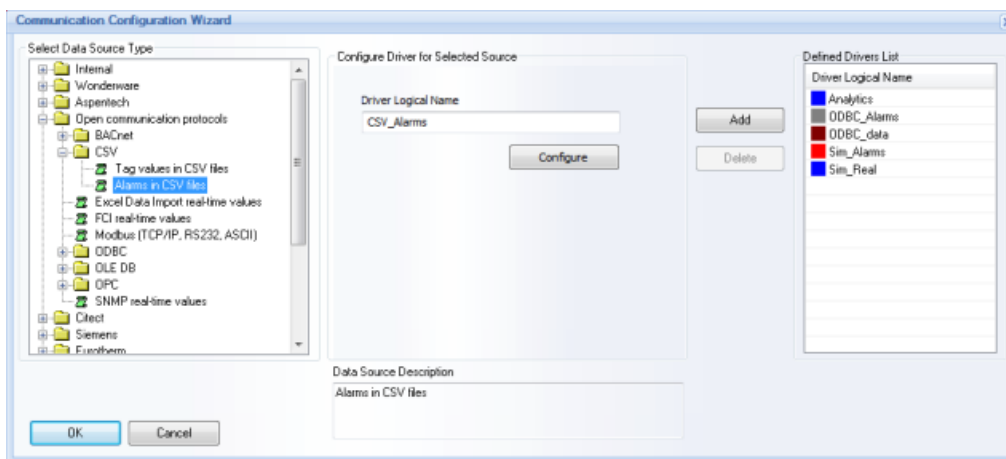 Communication Configuration Wizard
Select Data Source Type
Internal
Wonderware
Aspentech
Open communication protocols
BACnet
CSV
Tag values in CSV files
Alarms in CSV files
Excel Data Import real-time values
FCI real-time values
Modbus (TCP/IP, RS232, ASCII)
ODBC
OLE DB
OPC
SNMP real-time values
Citect
Siemens
Eurotherm
Configure Driver for Selected Source
Driver Logical Name
CSV_Alarms
Configure
Add
Delete
Defined Drivers List
Driver Logical Name
Analytics
ODBC_Alarms
ODBC_data
Sim_Alarms
Sim_Real
Data Source Description
Alarms in CSV files
OK
Cancel